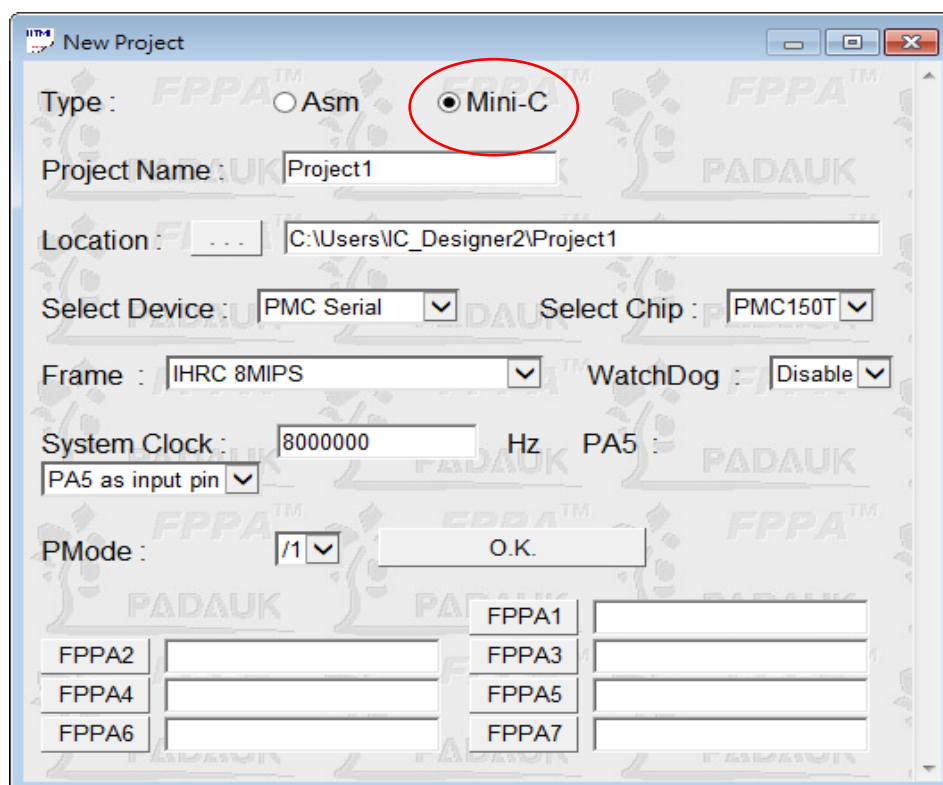 New Project
Type : Asm Mini-C
Project Name : Project1
Location : ... C:\Users\IC_Designer2\Project1
Select Device : PMC Serial Select Chip : PMC150T
Frame : IHRC 8MIPS WatchDog : Disable
System Clock : 8000000 Hz PA5 :
PA5 as input pin
PMode : /1 O.K.
FPPA1
FPPA2 FPPA3
FPPA4 FPPA5
FPPA6 FPPA7
FPPA™
PADAUK